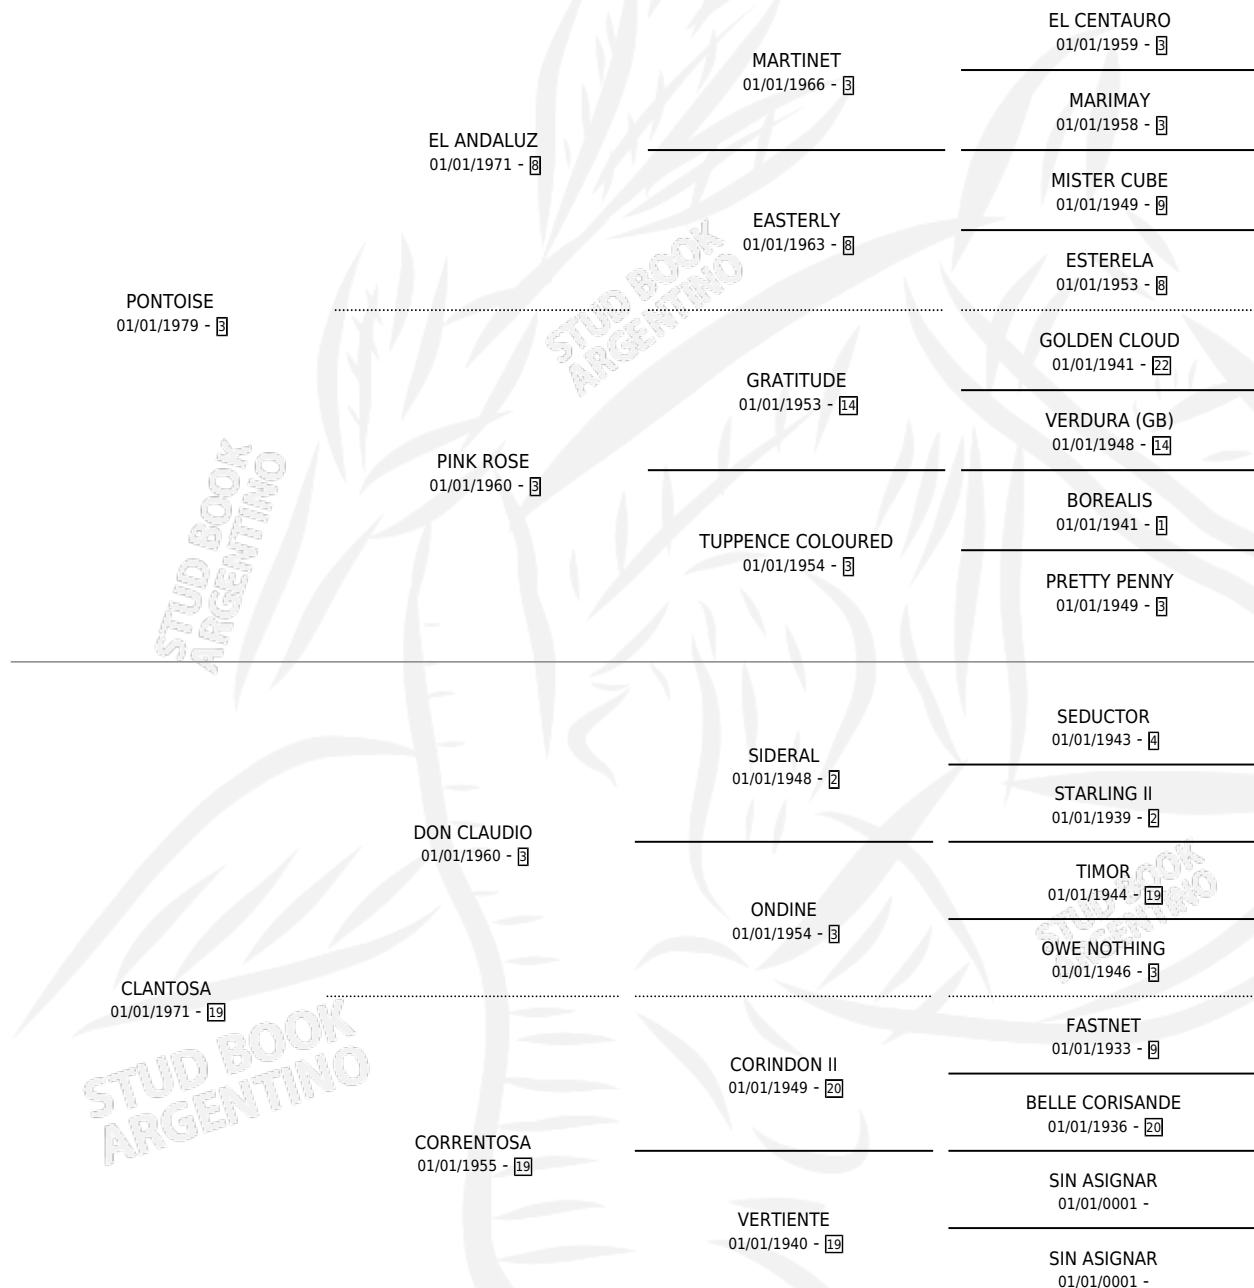 EL CENTAURO
01/01/1959 - 3
MARTINET
01/01/1966 - 3
MARIMAY
01/01/1958 - 3
EL ANDALUZ
01/01/1971 - 8
MISTER CUBE
01/01/1949 - 9
EASTERLY
01/01/1963 - 8
ESTERELA
01/01/1953 - 8
PONTOISE
01/01/1979 - 3
STUD BOOK
ARGENTINO
GOLDEN CLOUD
01/01/1941 - 22
GRATITUDE
01/01/1953 - 14
VERDURA (GB)
01/01/1948 - 14
PINK ROSE
01/01/1960 - 3
BOREALIS
01/01/1941 - 1
TUPPENCE COLOURED
01/01/1954 - 3
PRETTY PENNY
01/01/1949 - 3
STUD BOOK
ARGENTINO
SEDUCTOR
01/01/1943 - 4
SIDERAL
01/01/1948 - 2
STARLING II
01/01/1939 - 2
DON CLAUDIO
01/01/1960 - 3
TIMOR
01/01/1944 - 19
ONDINE
01/01/1954 - 3
OWE NOTHING
01/01/1946 - 3
STUD BOOK
ARGENTINO
CLANTOSA
01/01/1971 - 19
FASTNET
01/01/1933 - 9
CORINDON II
01/01/1949 - 20
BELLE CORISANDE
01/01/1936 - 20
STUD BOOK
ARGENTINO
CORRENTOSA
01/01/1955 - 19
SIN ASIGNAR
01/01/0001 -
VERTIENTE
01/01/1940 - 19
SIN ASIGNAR
01/01/0001 -